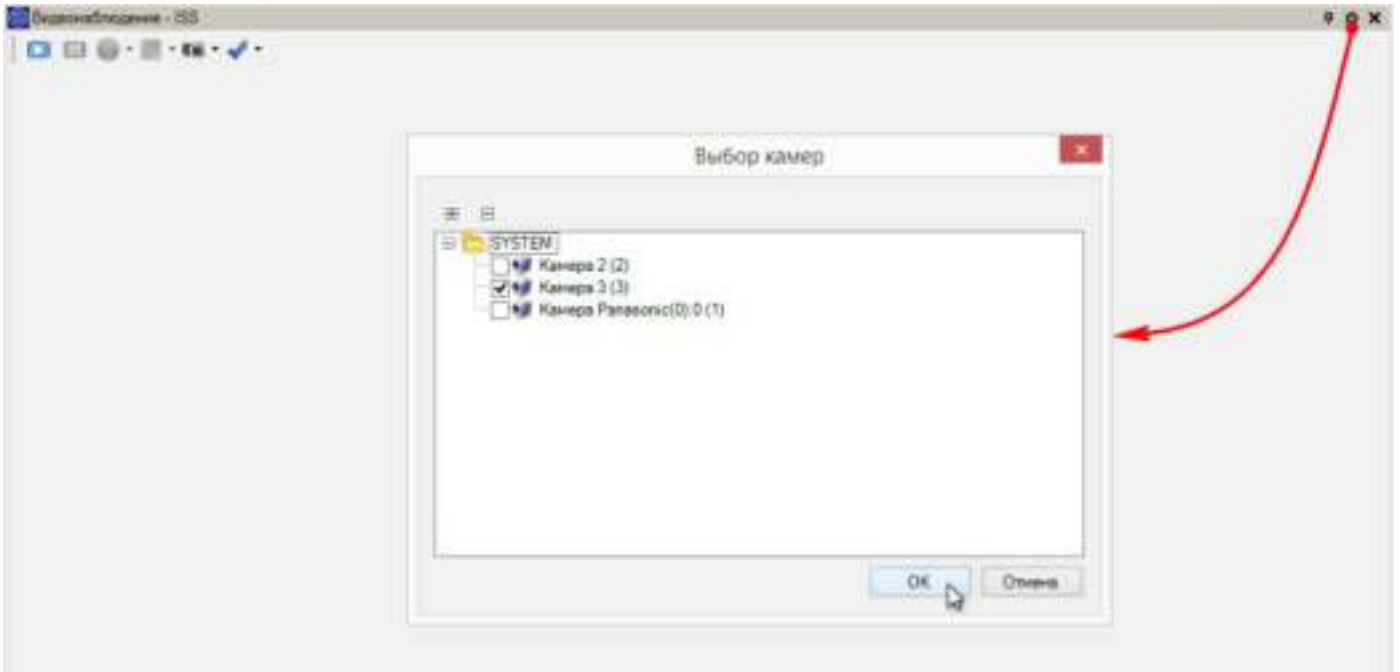 Видеонаблюдение - ISS
Выбор камер
SYSTEM
Камера 2 (2)
Камера 3 (3)
Камера Panasonic(0):0 (1)
OK
Отмена